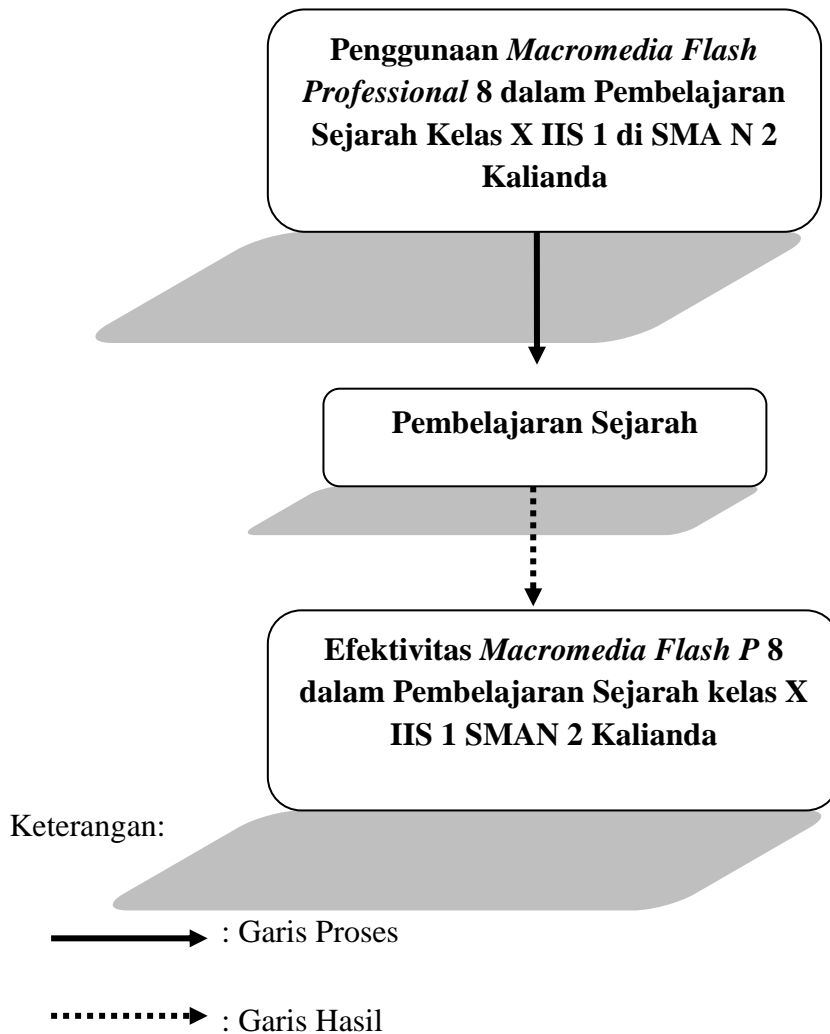 Penggunaan Macromedia Flash
Professional 8 dalam Pembelajaran
Sejarah Kelas X IIS 1 di SMA N 2
Kalianda
Pembelajaran Sejarah
Efektivitas Macromedia Flash P 8
dalam Pembelajaran Sejarah kelas X
IIS 1 SMAN 2 Kalianda
Keterangan:
: Garis Proses
: Garis Hasil